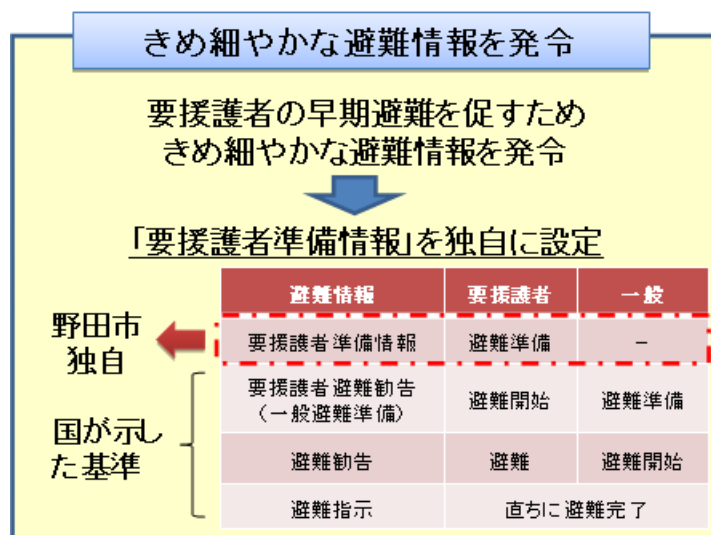 きめ細やかな避難情報を発令
要援護者の早期避難を促すため
きめ細やかな避難情報を発令
「要援護者準備情報」を独自に設定
避難情報 要援護者 一般
野田市
独自
要援護者準備情報 避難準備 －
国が示し
た基準
要援護者避難勧告
（一般避難準備） 避難開始 避難準備
避難勧告 避難 避難開始
避難指示 直ちに避難完了